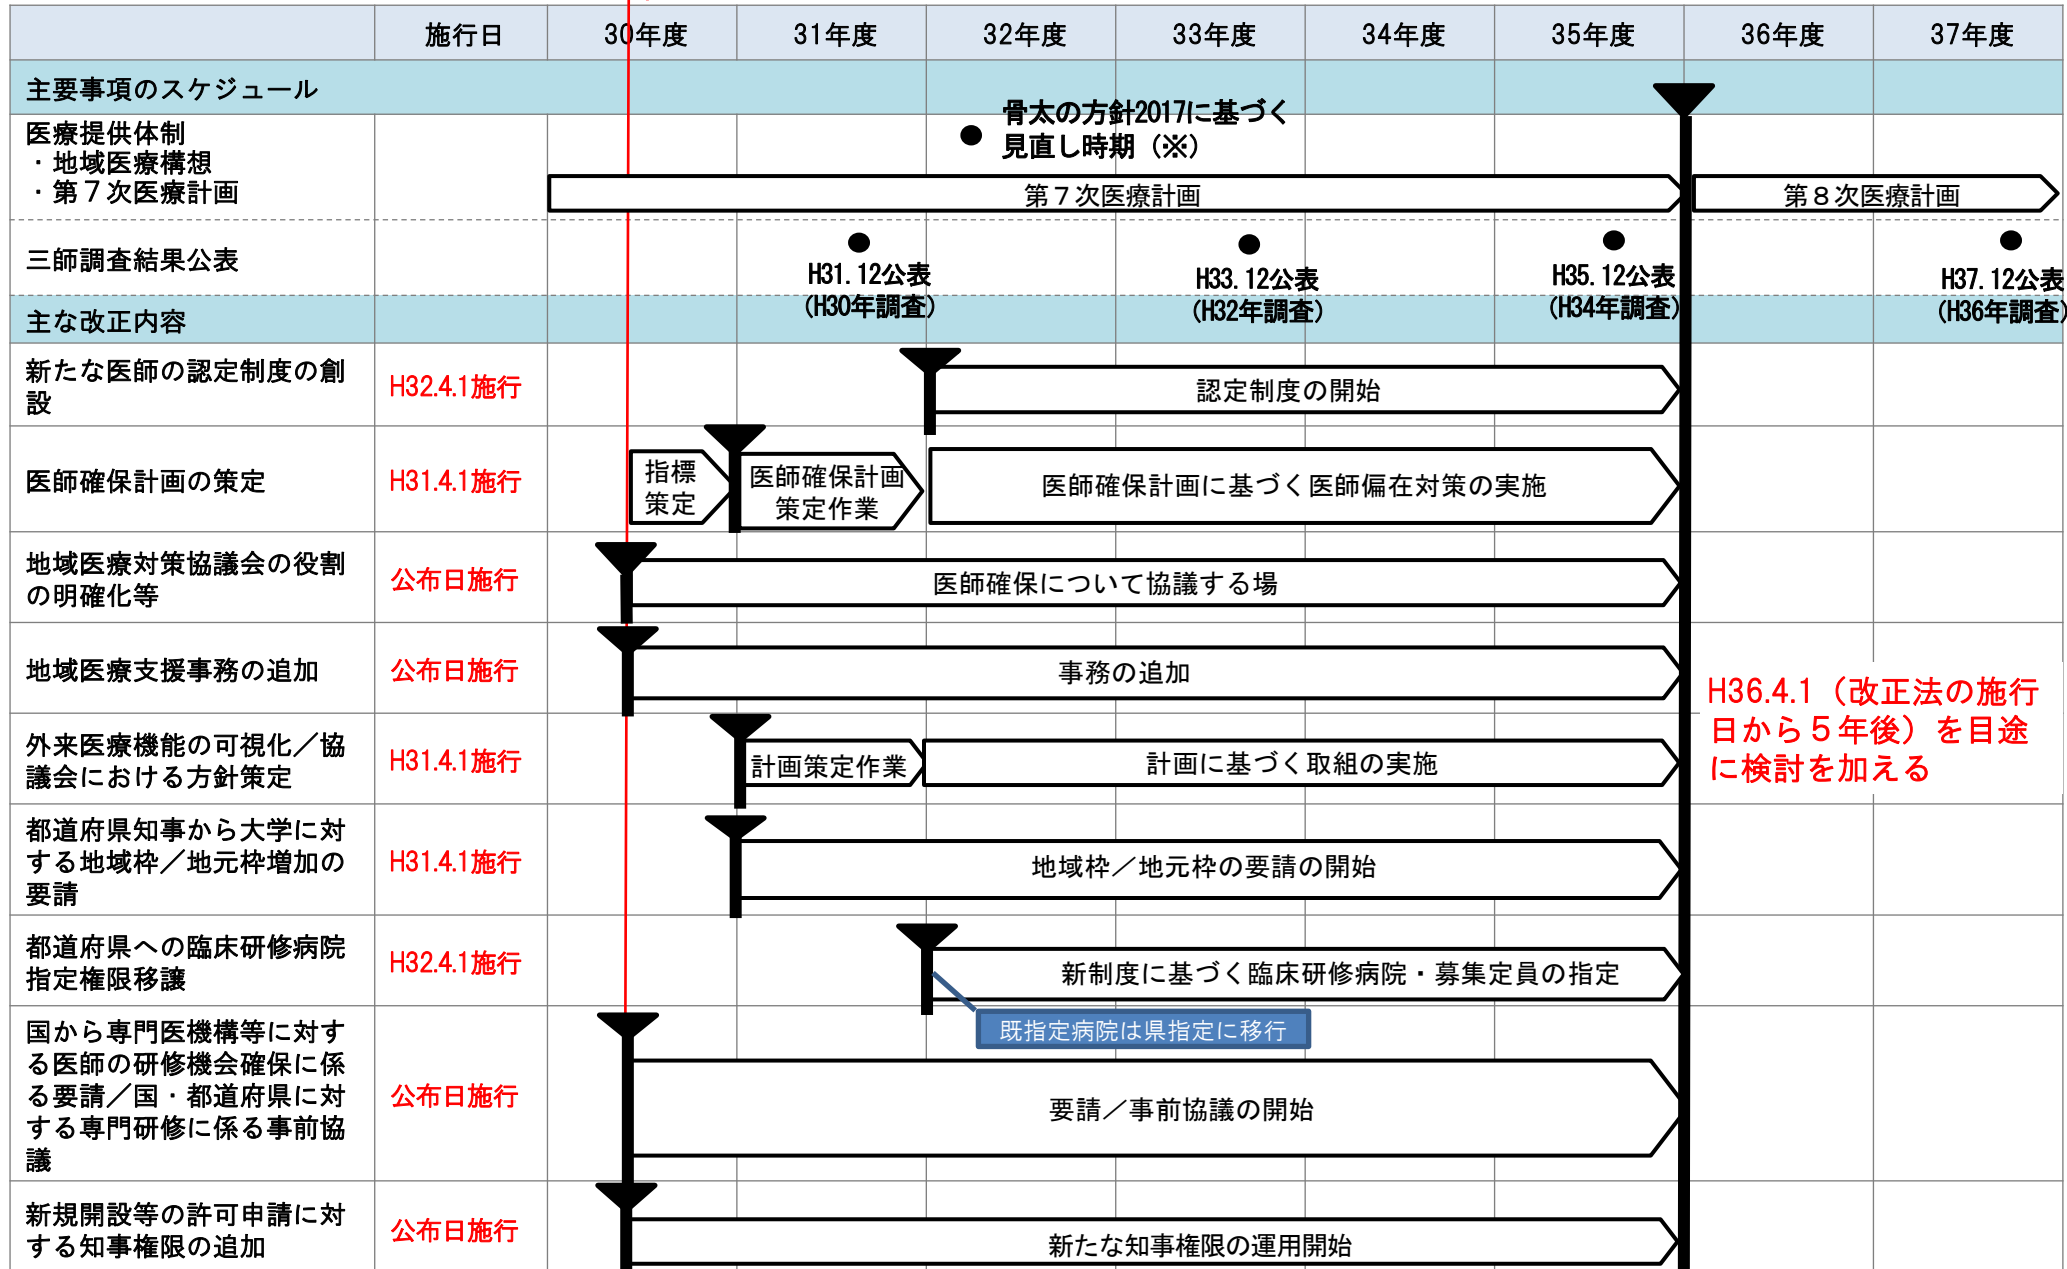 施行日
30年度
31年度
32年度
33年度
34年度
35年度
36年度
37年度
主要事項のスケジュール
医療提供体制
・地域医療構想
・第７次医療計画
骨太の方針2017に基づく
見直し時期（※）
第７次医療計画
第８次医療計画
三師調査結果公表
H31.12公表
(H30年調査)
H33.12公表
(H32年調査)
H35.12公表
(H34年調査)
H37.12公表
(H36年調査)
主な改正内容
新たな医師の認定制度の創
設
H32.4.1施行
認定制度の開始
医師確保計画の策定
H31.4.1施行
指標
策定
医師確保計画
策定作業
医師確保計画に基づく医師偏在対策の実施
地域医療対策協議会の役割
の明確化等
公布日施行
医師確保について協議する場
地域医療支援事務の追加
公布日施行
事務の追加
H36.4.1（改正法の施行
日から５年後）を目途
に検討を加える
外来医療機能の可視化／協
議会における方針策定
H31.4.1施行
計画策定作業
計画に基づく取組の実施
都道府県知事から大学に対
する地域枠／地元枠増加の
要請
H31.4.1施行
地域枠／地元枠の要請の開始
都道府県への臨床研修病院
指定権限移譲
H32.4.1施行
新制度に基づく臨床研修病院・募集定員の指定
既指定病院は県指定に移行
国から専門医機構等に対す
る医師の研修機会確保に係
る要請／国・都道府県に対
する専門研修に係る事前協
議
公布日施行
要請／事前協議の開始
新規開設等の許可申請に対
する知事権限の追加
公布日施行
新たな知事権限の運用開始